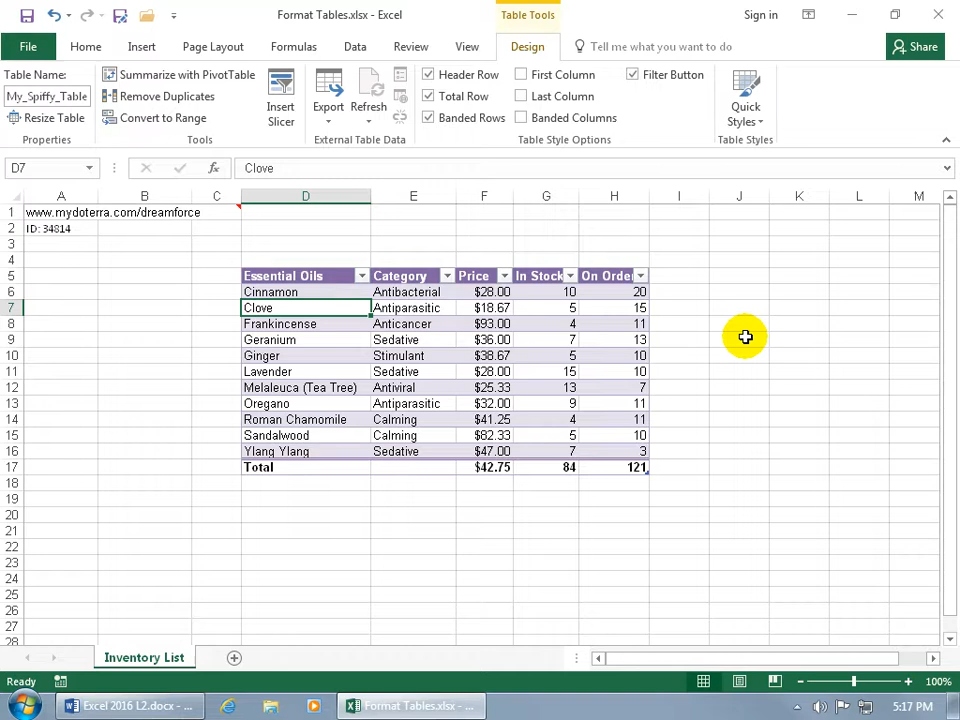 Format Tables.xlsx - Excel
Table Tools
Sign in
File
Home
Insert
Page Layout
Formulas
Data
Review
View
Design
Tell me what you want to do
Share
Table Name:
My_Spiffy_Table
Resize Table
Properties
Summarize with PivotTable
Remove Duplicates
Convert to Range
Tools
Insert
Slicer
Export
Refresh
External Table Data
Header Row
Total Row
Banded Rows
First Column
Last Column
Banded Columns
Filter Button
Table Style Options
Quick
Styles
Table Styles
D7
fx
Clove
A B C D E F G H I J K L M
1 www.mydoterra.com/dreamforce
2 ID: 34814
3
4
5 Essential Oils Category Price In Stock On Order
6 Cinnamon Antibacterial $28.00 10 20
7 Clove Antiparasitic $18.67 5 15
8 Frankincense Anticancer $93.00 4 11
9 Geranium Sedative $36.00 7 13
10 Ginger Stimulant $38.67 5 10
11 Lavender Sedative $28.00 15 10
12 Melaleuca (Tea Tree) Antiviral $25.33 13 7
13 Oregano Antiparasitic $32.00 9 11
14 Roman Chamomile Calming $41.25 4 11
15 Sandalwood Calming $82.33 5 10
16 Ylang Ylang Sedative $47.00 7 3
17 Total $42.75 84 121
18
19
20
21
22
23
24
25
26
27
28
Inventory List
Ready
100%
Excel 2016 L2.docx - ...
Format Tables.xlsx - ...
5:17 PM